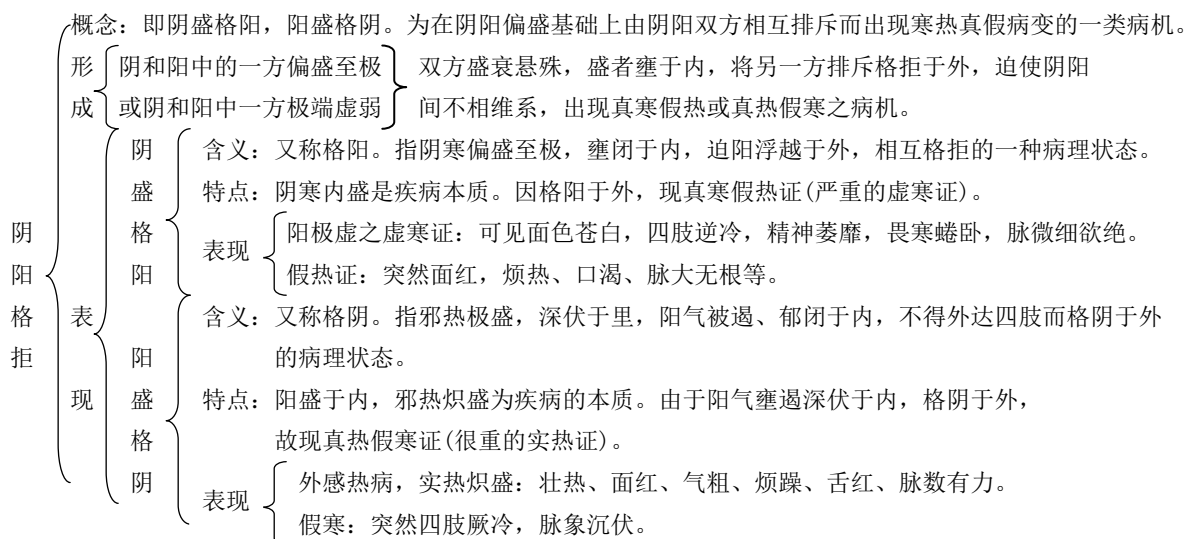 阴阳格拒
概念：即阴盛格阳，阳盛格阴。为在阴阳偏盛基础上由阴阳双方相互排斥而出现寒热真假病变的一类病机。
形成
阴和阳中的一方偏盛至极
或阴和阳中一方极端虚弱
双方盛衰悬殊，盛者壅于内，将另一方排斥格拒于外，迫使阴阳
间不相维系，出现真寒假热或真热假寒之病机。
表现
阴盛格阳
含义：又称格阳。指阴寒偏盛至极，壅闭于内，迫阳浮越于外，相互格拒的一种病理状态。
特点：阴寒内盛是疾病本质。因格阳于外，现真寒假热证(严重的虚寒证)。
表现
阳极虚之虚寒证：可见面色苍白，四肢逆冷，精神萎靡，畏寒蜷卧，脉微细欲绝。
假热证：突然面红，烦热、口渴、脉大无根等。
阳盛格阴
含义：又称格阴。指邪热极盛，深伏于里，阳气被遏、郁闭于内，不得外达四肢而格阴于外
的病理状态。
特点：阳盛于内，邪热炽盛为疾病的本质。由于阳气壅遏深伏于内，格阴于外，
故现真热假寒证(很重的实热证)。
表现
外感热病，实热炽盛：壮热、面红、气粗、烦躁、舌红、脉数有力。
假寒：突然四肢厥冷，脉象沉伏。